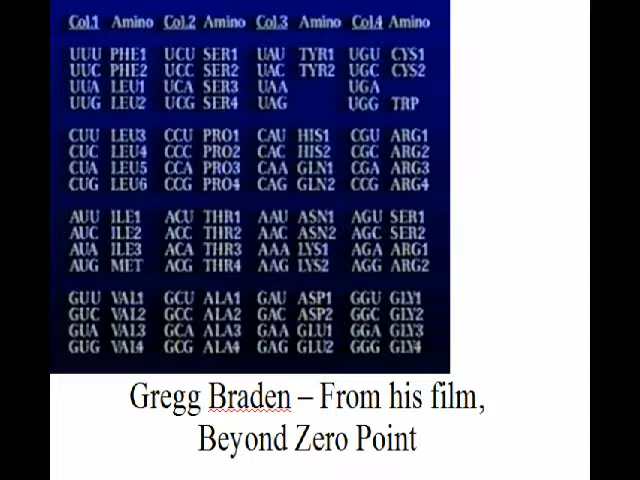 Col.1 Amino Col.2 Amino Col.3 Amino Col.4 Amino
UUU PHE1 UCU SER1 UAU TYR1 UGU CYS1
UUC PHE2 UCC SER2 UAC TYR2 UGC CYS2
UUA LEU1 UCA SER3 UAA UGA
UUG LEU2 UCG SER4 UAG UGG TRP
CUU LEU3 CCU PRO1 CAU HIS1 CGU ARG1
CUC LEU4 CCC PRO2 CAC HIS2 CGC ARG2
CUA LEU5 CCA PRO3 CAA GLN1 CGA ARG3
CUG LEU6 CCG PRO4 CAG GLN2 CCG ARG4
AUU ILE1 ACU THR1 AAU ASN1 AGU SER1
AUC ILE2 ACC THR2 AAC ASN2 AGC SER2
AUA ILE3 ACA THR3 AAA LYS1 AGA ARG1
AUG MET ACG THR4 AAG LYS2 AGG ARG2
GUU VAL1 GCU ALA1 GAU ASP1 GGU GLY1
GUC VAL2 GCC ALA2 GAC ASP2 GGC GLY2
GUA VAL3 GCA ALA3 GAA GLU1 GGA GLY3
GUG VAL4 GCG ALA4 GAG GLU2 GGG GLY4
Gregg Braden – From his film,
Beyond Zero Point